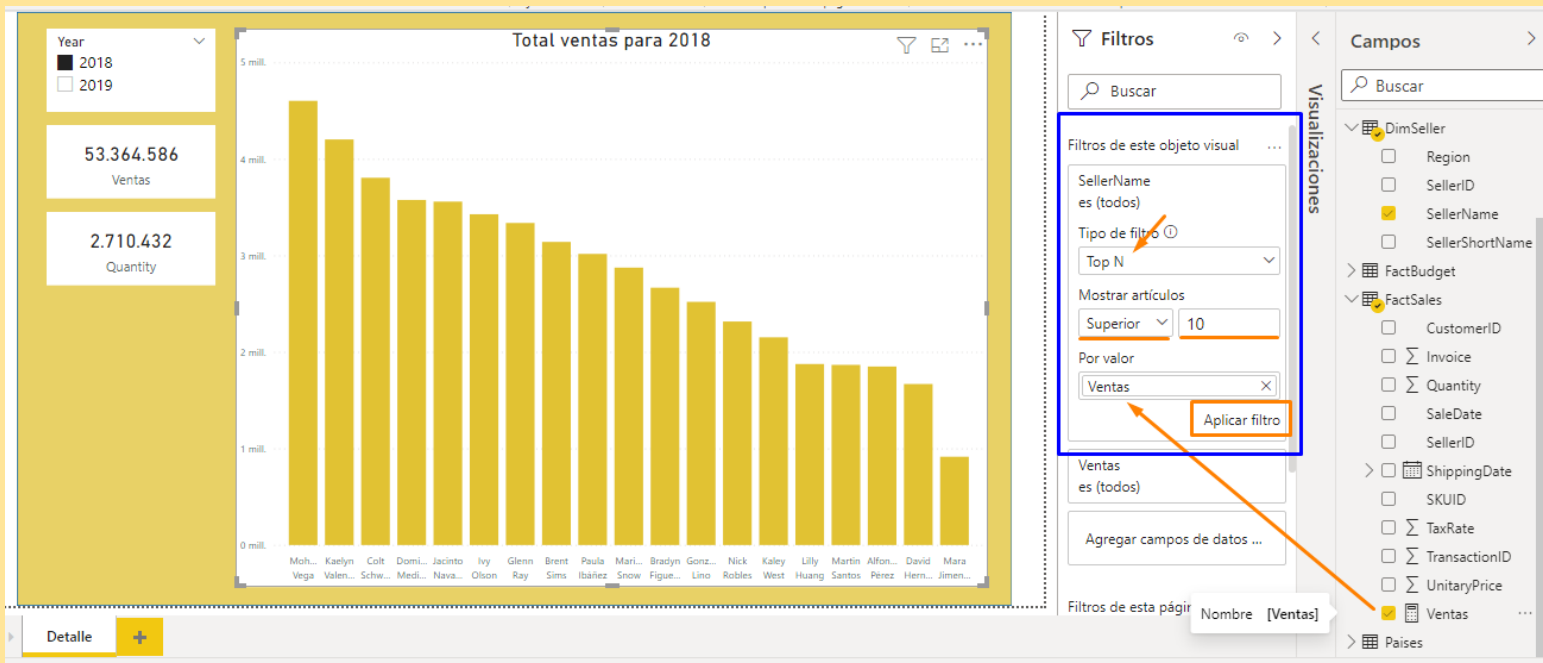 Year
2018
2019
53.364.586
Ventas
2.710.432
Quantity
Total ventas para 2018
5 mill.
4 mill.
3 mill.
2 mill.
1 mill.
0 mill.
Moh... Kaelyn Colt Domi... Jacinto Ivy Glenn Brent Paula Mari... Bradyn Gonz... Nick Kaley Lilly Martin Alfon... David Mara
Vega Valen... Schw... Medi... Nava... Olson Ray Sims Ibáñez Snow Figue... Lino Robles West Huang Santos Pérez Hern... Jimen...
Detalle
+
Filtros
Buscar
Filtros de este objeto visual ...
SellerName
es (todos)
Tipo de filtro
Top N
Mostrar artículos
Superior 10
Por valor
Ventas
Aplicar filtro
Ventas
es (todos)
Agregar campos de datos ...
Filtros de esta págin
Nombre [Ventas]
Visualizaciones
Campos
Buscar
DimSeller
Region
SellerID
SellerName
SellerShortName
FactBudget
FactSales
CustomerID
Invoice
Quantity
SaleDate
SellerID
ShippingDate
SKUID
TaxRate
TransactionID
UnitaryPrice
Ventas ...
Paises